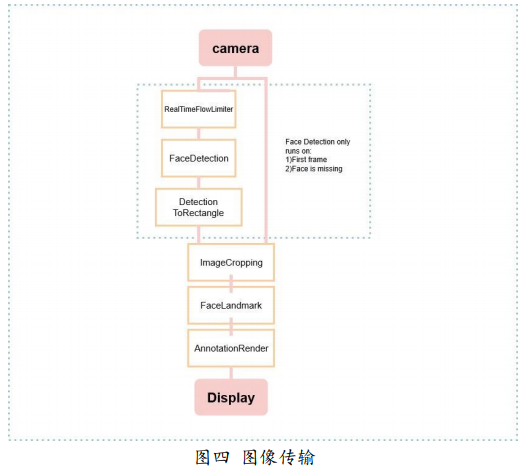 camera
RealTimeFlowLimiter
FaceDetection
Detection
ToRectangle
Face Detection only
runs on:
1)First frame
2)Face is missing
ImageCropping
FaceLandmark
AnnotationRender
Display
图四 图像传输